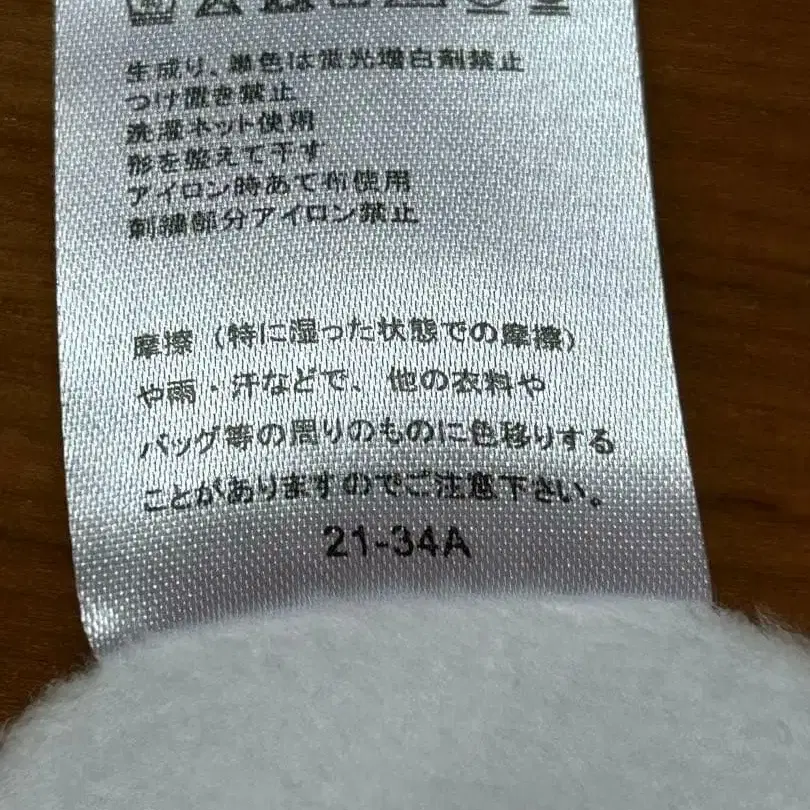 生成り、単色は蛍光増白剤禁止
つけ置き禁止
洗濯ネット使用
形を整えて干す
アイロン時あて布使用
刺繍部分アイロン禁止
摩擦（特に湿った状態での摩擦）
や雨・汗などで、他の衣料や
バッグ等の周りのものに色移りする
ことがありますのでご注意下さい。
21-34A